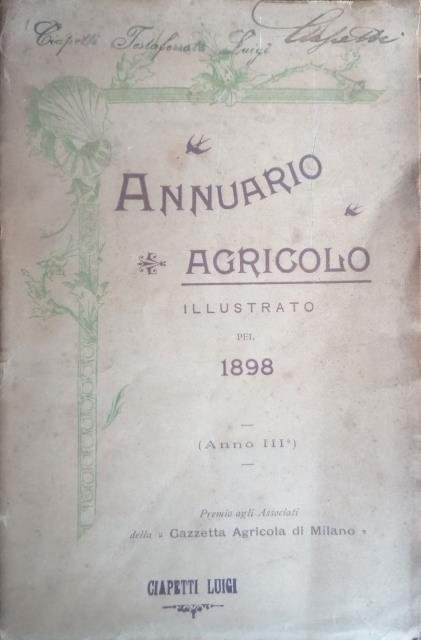 Ciapetti Testaferrata Luigi Ciapetti
ANNUARIO
AGRICOLO
ILLUSTRATO
PEL
1898
(Anno III°)
Premio agli Associati
della « Gazzetta Agricola di Milano »
CIAPETTI LUIGI